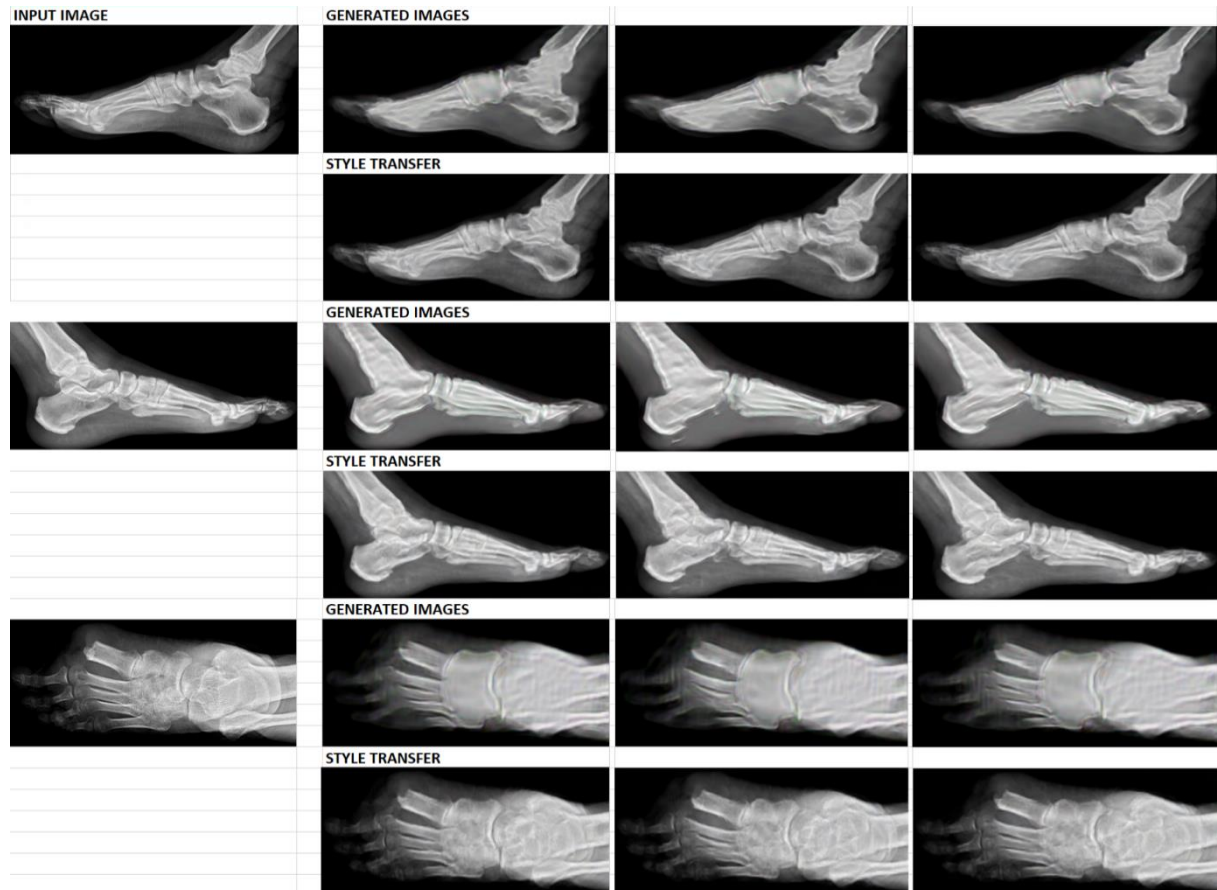 INPUT IMAGE
GENERATED IMAGES
STYLE TRANSFER
GENERATED IMAGES
STYLE TRANSFER
GENERATED IMAGES
STYLE TRANSFER